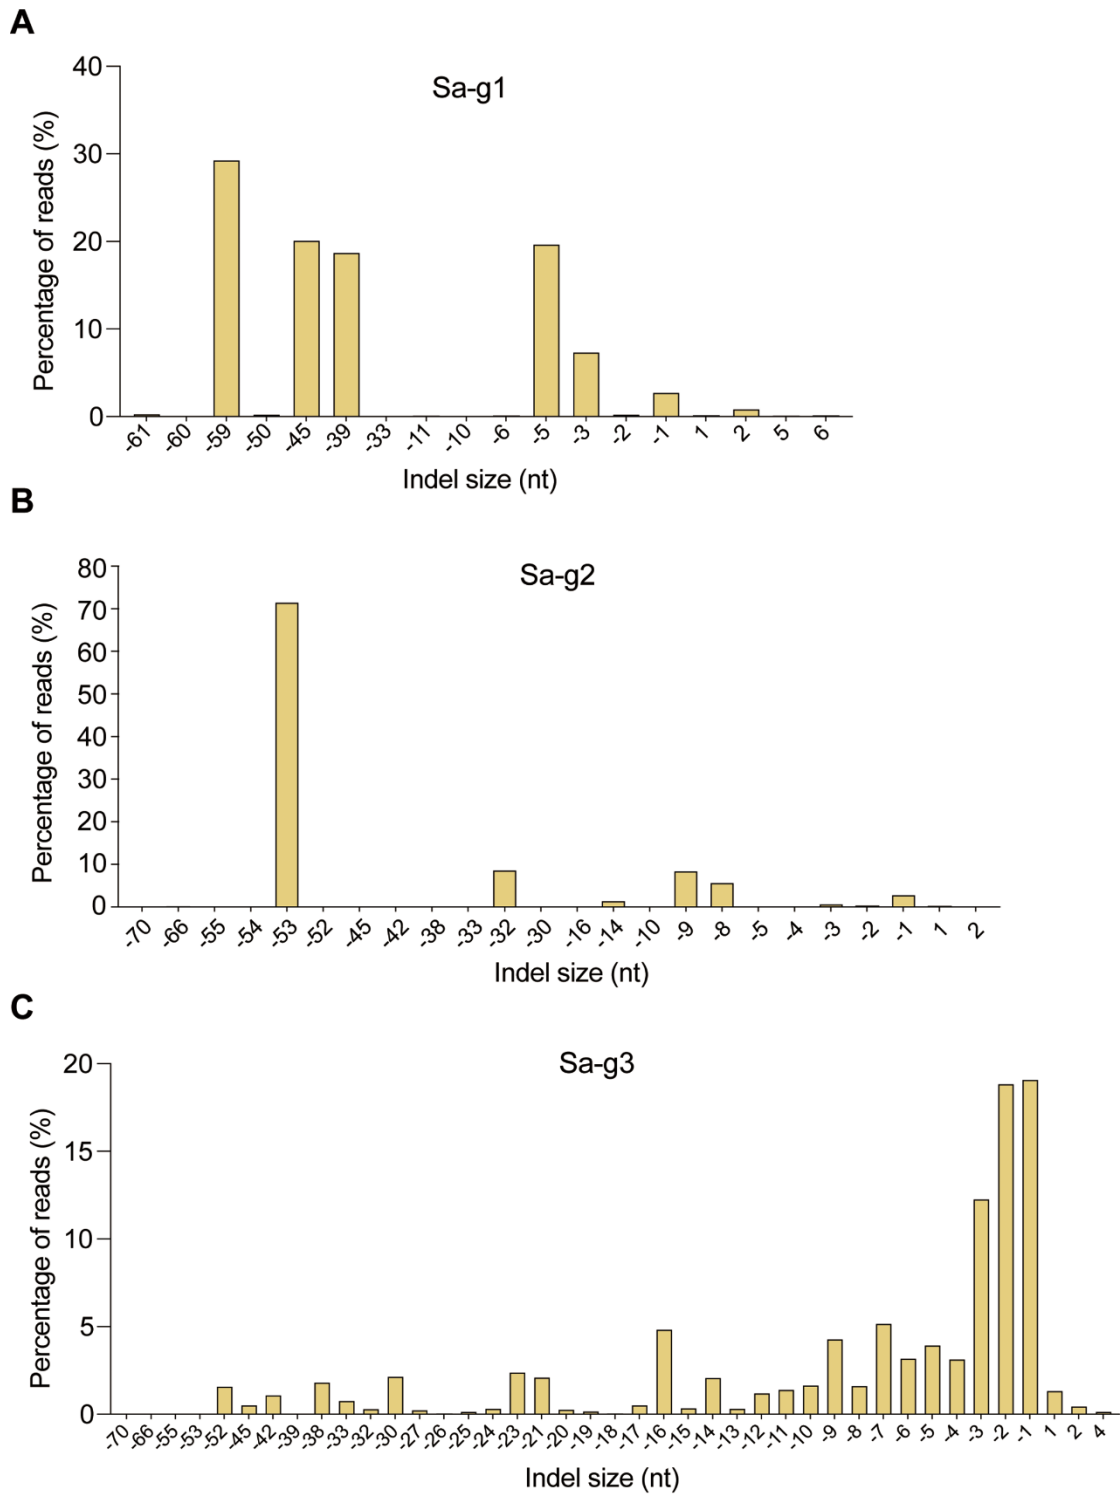 A
Sa-g1
Percentage of reads (%)
40
30
20
10
0
-61 -60 -59 -50 -45 -39 -33 -11 -10 -6 -5 -3 -2 -1 1 2 5 6
Indel size (nt)
B
Sa-g2
Percentage of reads (%)
80
70
60
50
40
30
20
10
0
-70 -66 -55 -54 -53 -52 -45 -42 -38 -33 -32 -30 -16 -14 -10 -9 -8 -5 -4 -3 -2 -1 1 2
Indel size (nt)
C
Sa-g3
Percentage of reads (%)
20
15
10
5
0
-70 -66 -55 -53 -52 -45 -42 -39 -38 -33 -32 -30 -27 -26 -25 -24 -23 -21 -20 -19 -18 -17 -16 -15 -14 -13 -12 -11 -10 -9 -8 -7 -6 -5 -4 -3 -2 -1 1 2 4
Indel size (nt)